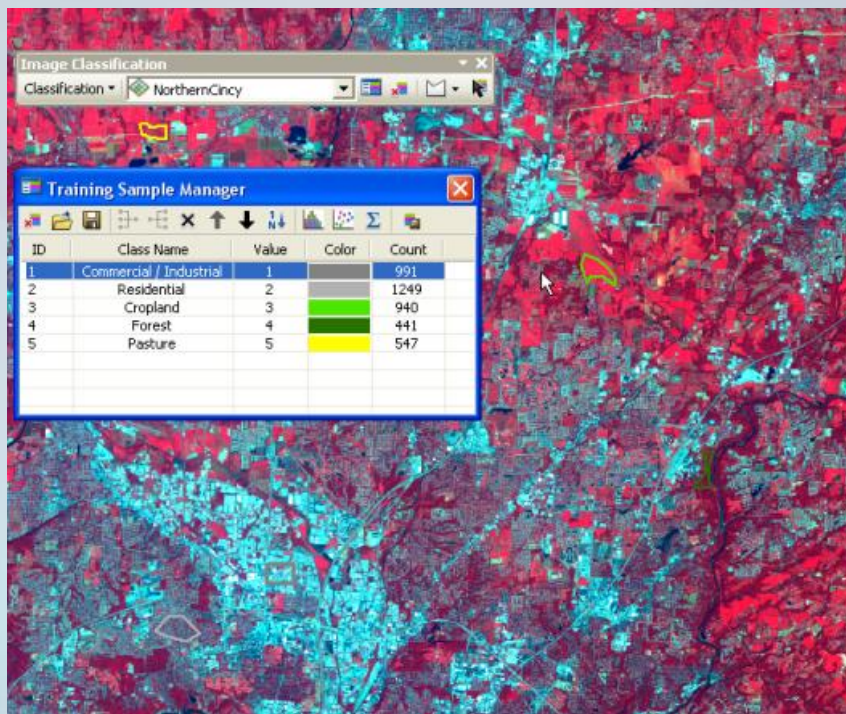 Image Classification
Classification NorthernCincy
Training Sample Manager
ID Class Name Value Color Count
1 Commercial / Industrial 1 991
2 Residential 2 1249
3 Cropland 3 940
4 Forest 4 441
5 Pasture 5 547